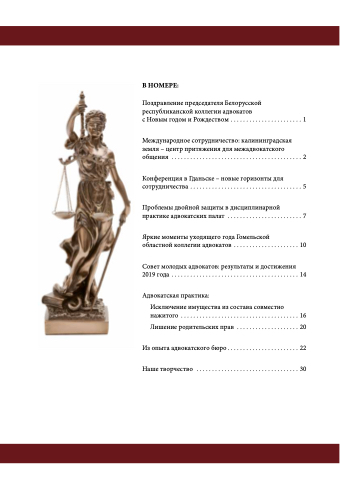 В НОМЕРЕ:
Поздравление председателя Белорусской
республиканской коллегии адвокатов
с Новым годом и Рождеством . . . . . . . . . . . . . . . . . . . . . . . 1
Международное сотрудничество: калининградская
земля – центр притяжения для межадвокатского
общения . . . . . . . . . . . . . . . . . . . . . . . . . . . . . . . . . . . . . . . . . 2
Конференция в Гданьске – новые горизонты для
сотрудничества . . . . . . . . . . . . . . . . . . . . . . . . . . . . . . . . . . . 5
Проблемы двойной защиты в дисциплинарной
практике адвокатских палат . . . . . . . . . . . . . . . . . . . . . . . 7
Яркие моменты уходящего года Гомельской
областной коллегии адвокатов . . . . . . . . . . . . . . . . . . . . . 10
Совет молодых адвокатов: результаты и достижения
2019 года . . . . . . . . . . . . . . . . . . . . . . . . . . . . . . . . . . . . . . . . 14
Адвокатская практика:
Исключение имущества из состава совместно
нажитого . . . . . . . . . . . . . . . . . . . . . . . . . . . . . . . . . . . . . 16
Лишение родительских прав . . . . . . . . . . . . . . . . . . . . 20
Из опыта адвокатского бюро . . . . . . . . . . . . . . . . . . . . . . . 22
Наше творчество . . . . . . . . . . . . . . . . . . . . . . . . . . . . . . . . . 30